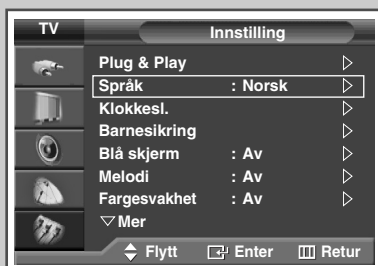 TV Innstilling
Plug & Play
Språk : Norsk
Klokkesl.
Barnesikring
Blå skjerm : Av
Melodi : Av
Fargesvakhet : Av
Mer
Flytt Enter Retur